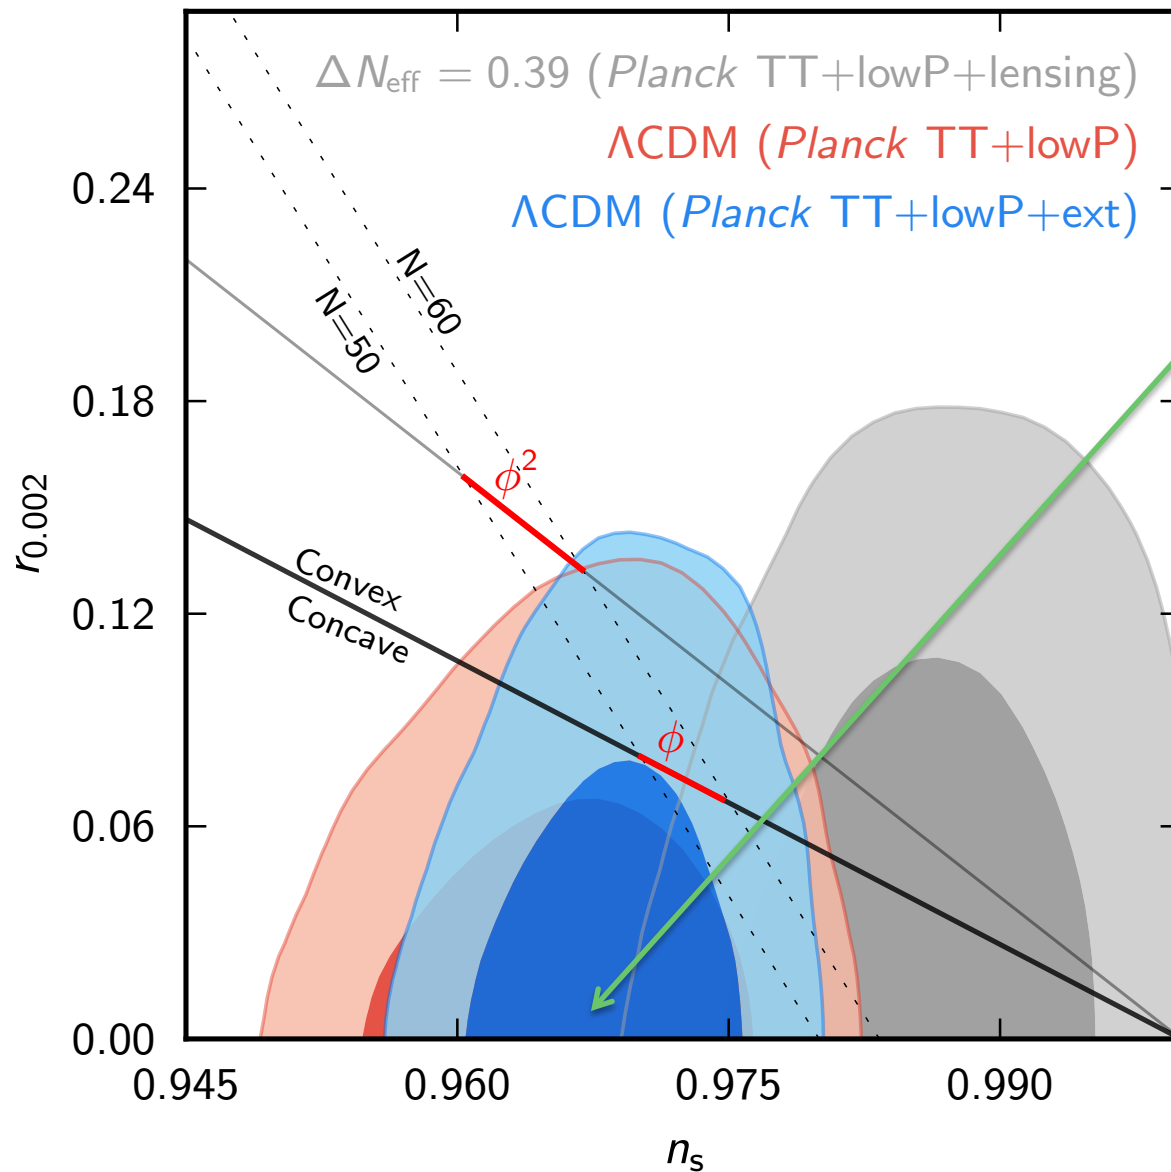 ΔN_eff = 0.39 (Planck TT+lowP+lensing)
ΛCDM (Planck TT+lowP)
ΛCDM (Planck TT+lowP+ext)
0.24
0.18
0.12
0.06
0.00
r_0.002
N=60
N=50
ϕ²
Convex
Concave
ϕ
0.945
0.960
0.975
0.990
n_s